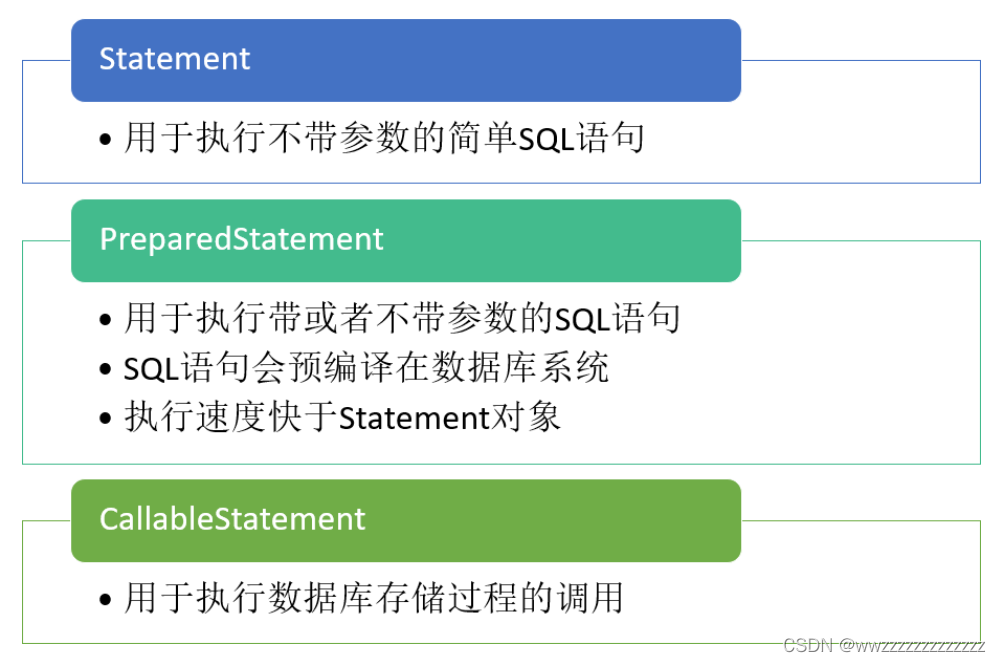 Statement
• 用于执行不带参数的简单SQL语句
PreparedStatement
• 用于执行带或者不带参数的SQL语句
• SQL语句会预编译在数据库系统
• 执行速度快于Statement对象
CallableStatement
• 用于执行数据库存储过程的调用
CSDN @wwzzzzzzzzzzzzz